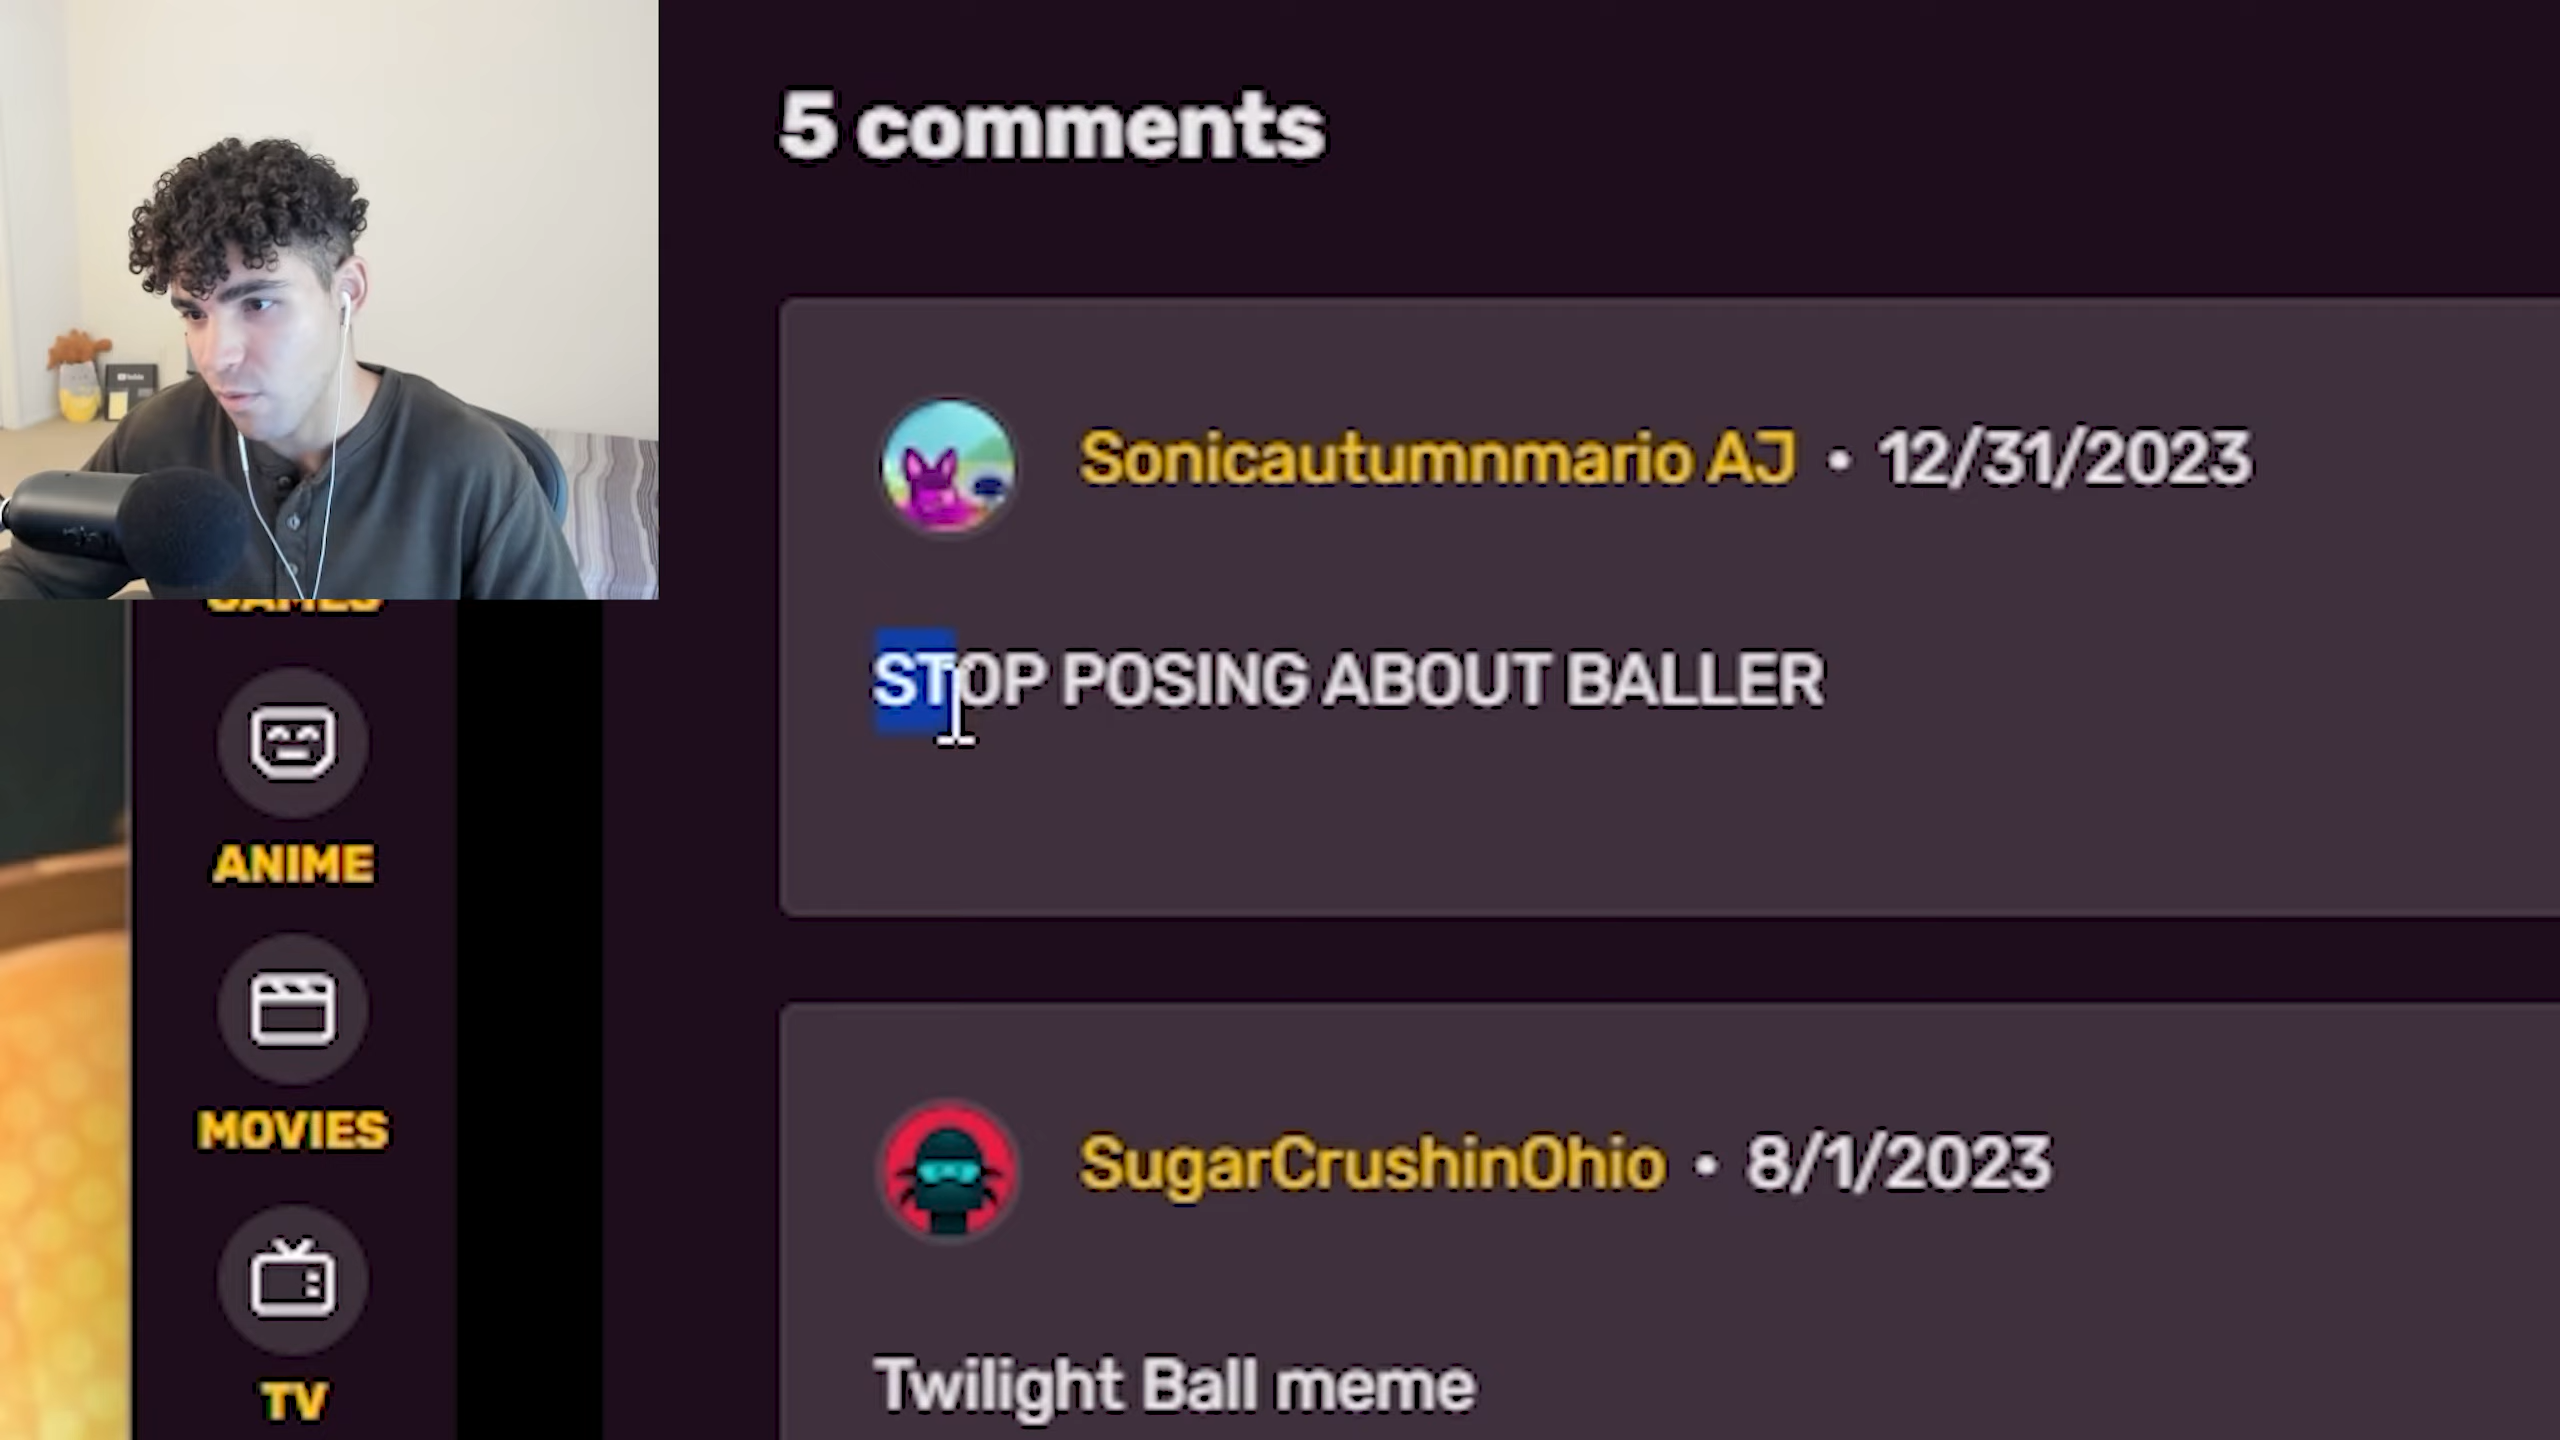 5 comments
Sonicautumnmario AJ • 12/31/2023
STOP POSING ABOUT BALLER
SugarCrushinOhio • 8/1/2023
Twilight Ball meme
GAMES
ANIME
MOVIES
TV